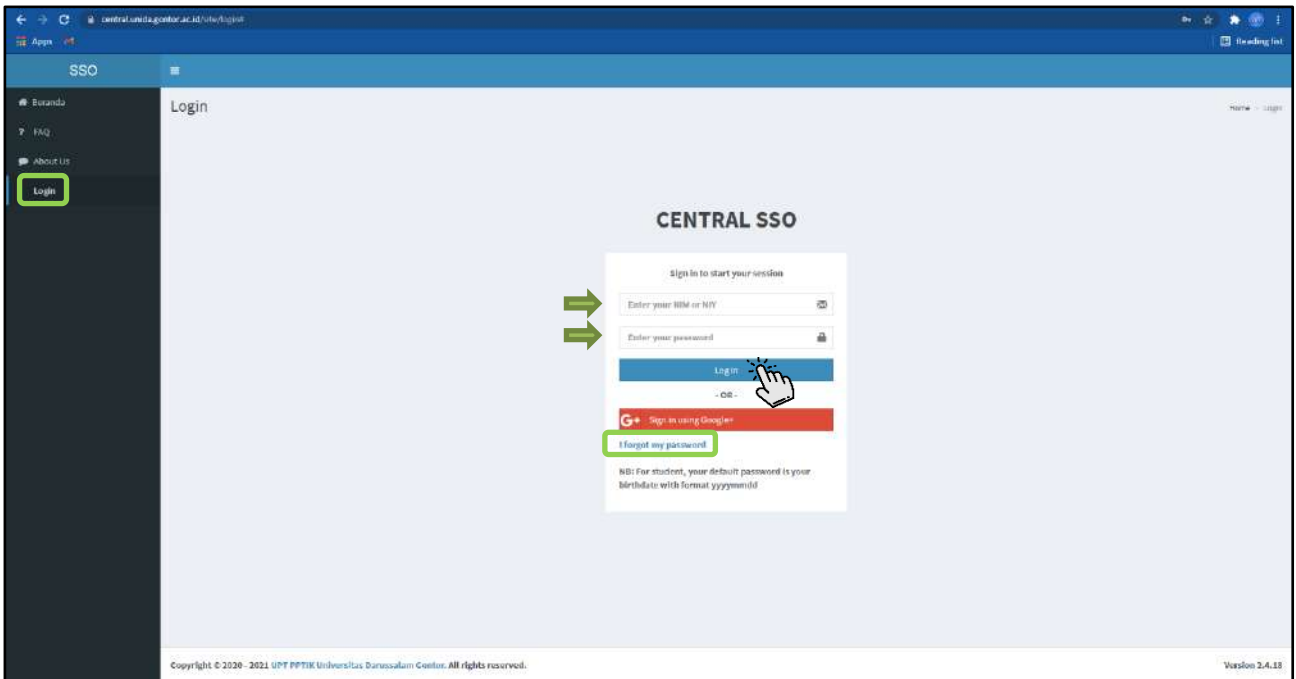 central.unida.gontor.ac.id/site/login#
Apps
Reading list
SSO
Beranda
Login
Home
Login
? FAQ
About Us
Login
CENTRAL SSO
Sign in to start your session
Enter your NIM or NIY
Enter your password
Login
- OR -
G+ Sign in using Google+
I forgot my password
NB: For student, your default password is your
birthdate with format yyyymmdd
Copyright © 2020 - 2021 UPT PPTIK Universitas Darussalam Gontor. All rights reserved.
Version 2.4.13